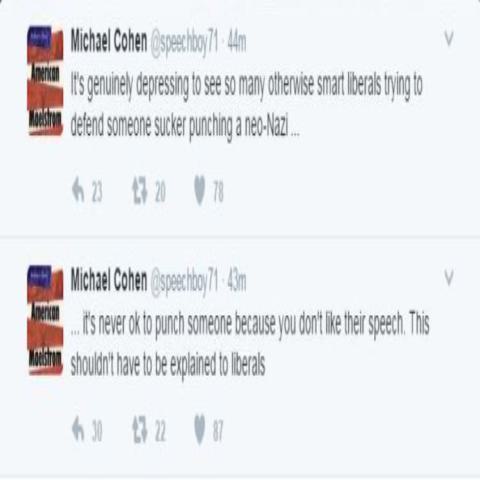 Michael Cohen @speechboy71 · 44m
American
Maelstrom
It's genuinely depressing to see so many otherwise smart liberals trying to
defend someone sucker punching a neo-Nazi ...
23 20 78
Michael Cohen @speechboy71 · 43m
American
Maelstrom
... it's never ok to punch someone because you don't like their speech. This
shouldn't have to be explained to liberals
30 22 87